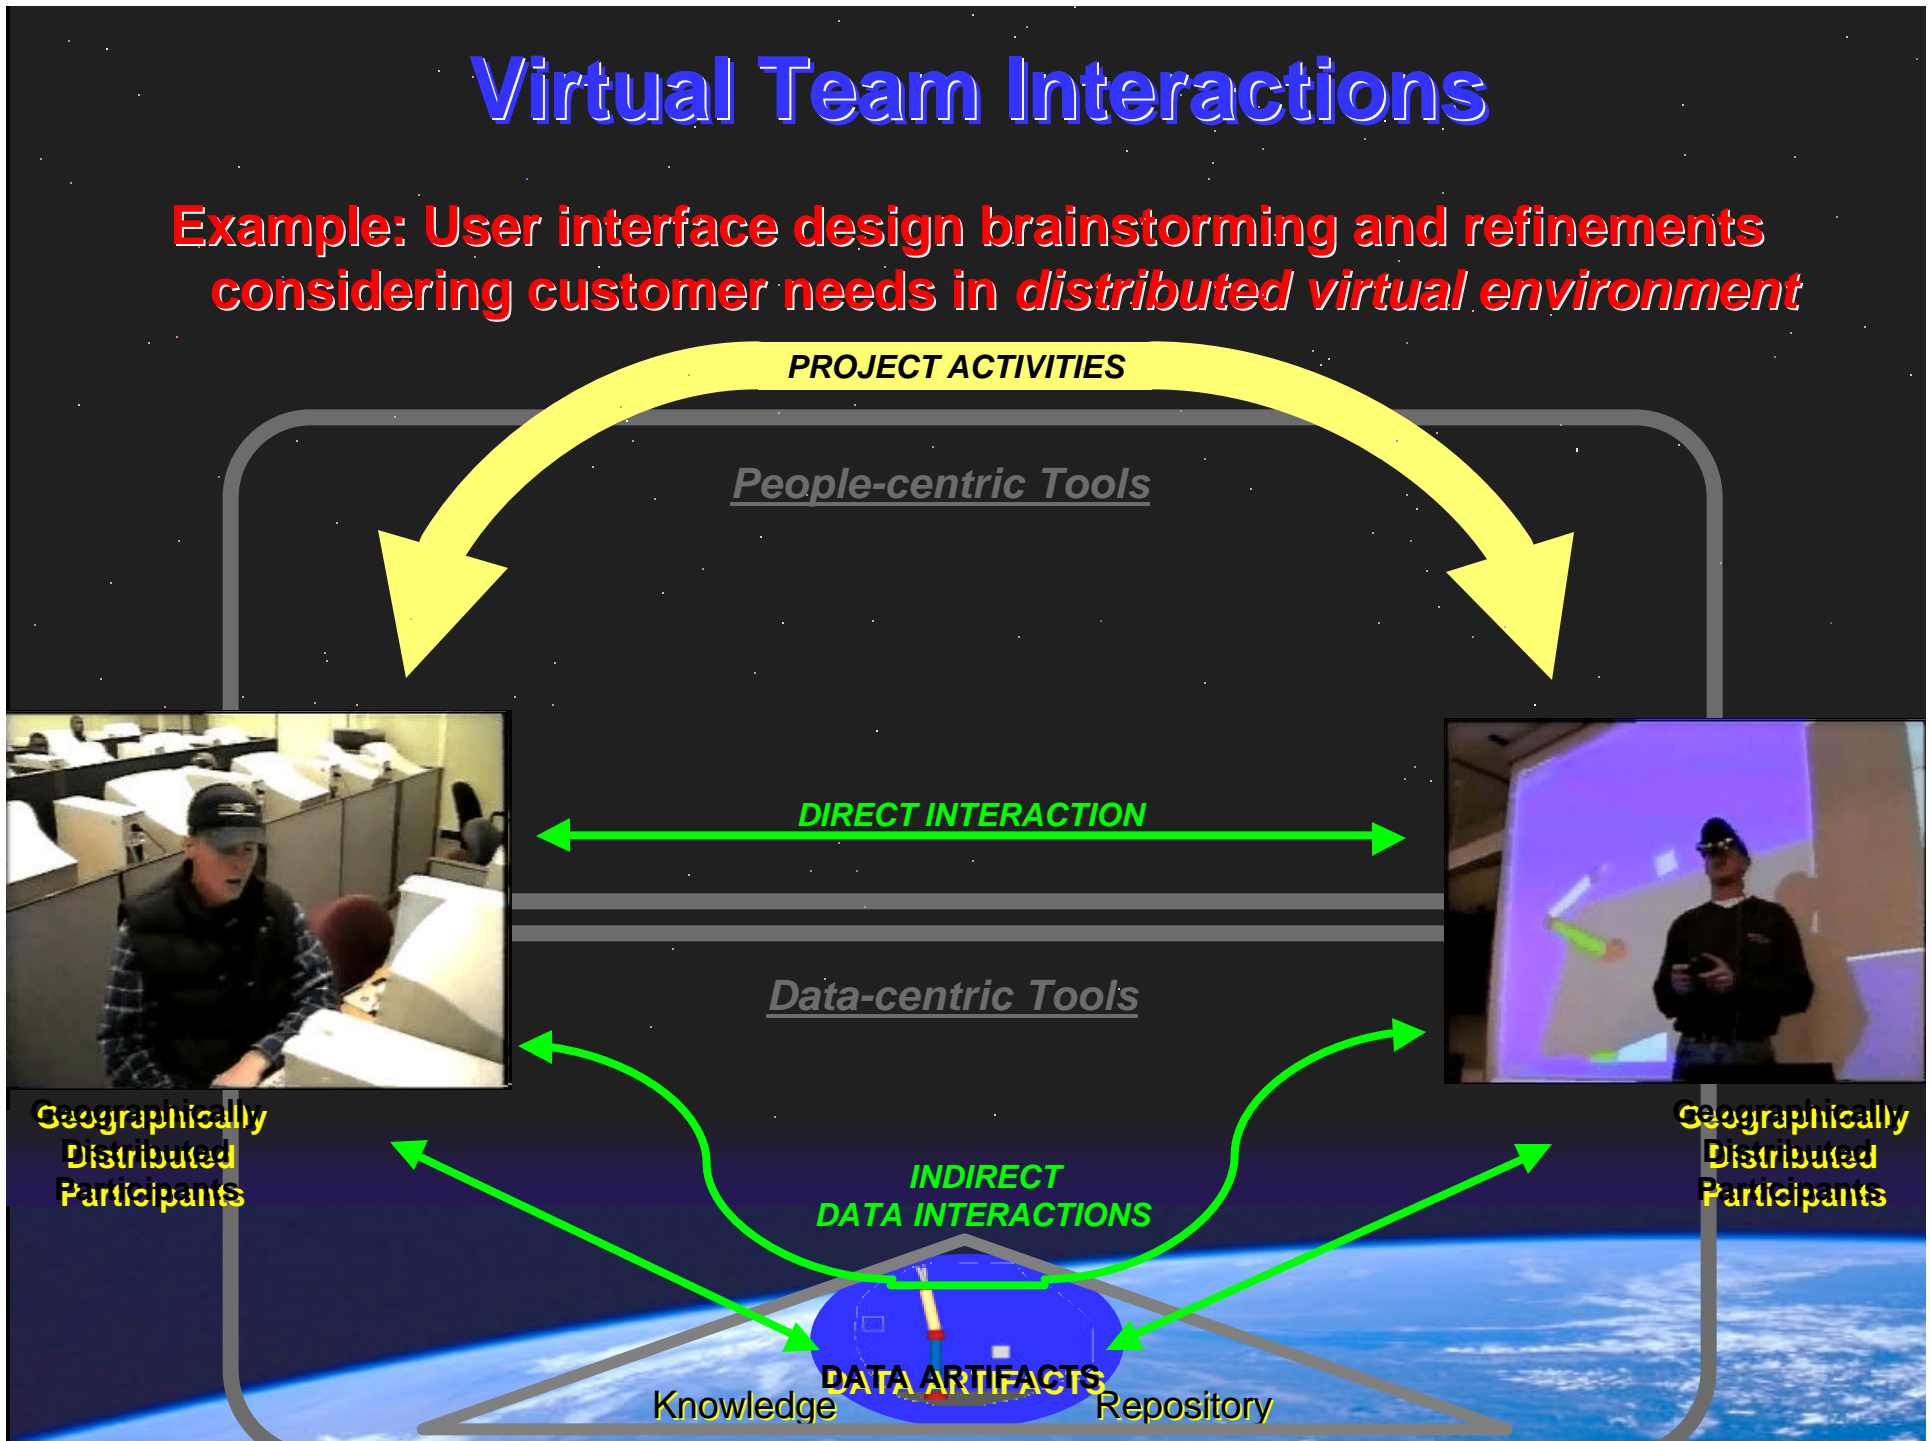 Virtual Team Interactions
Example: User interface design brainstorming and refinements
considering customer needs in distributed virtual environment
PROJECT ACTIVITIES
People-centric Tools
DIRECT INTERACTION
Data-centric Tools
Geographically
Distributed
Participants
Geographically
Distributed
Participants
INDIRECT
DATA INTERACTIONS
DATA ARTIFACTS
Knowledge Repository